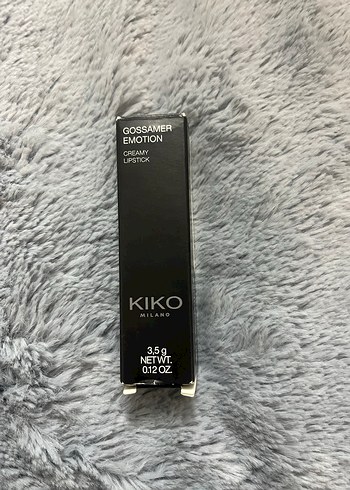 GOSSAMER
EMOTION
CREAMY
LIPSTICK
KIKO
MILANO
3,5 g
NET WT.
0.12 OZ.